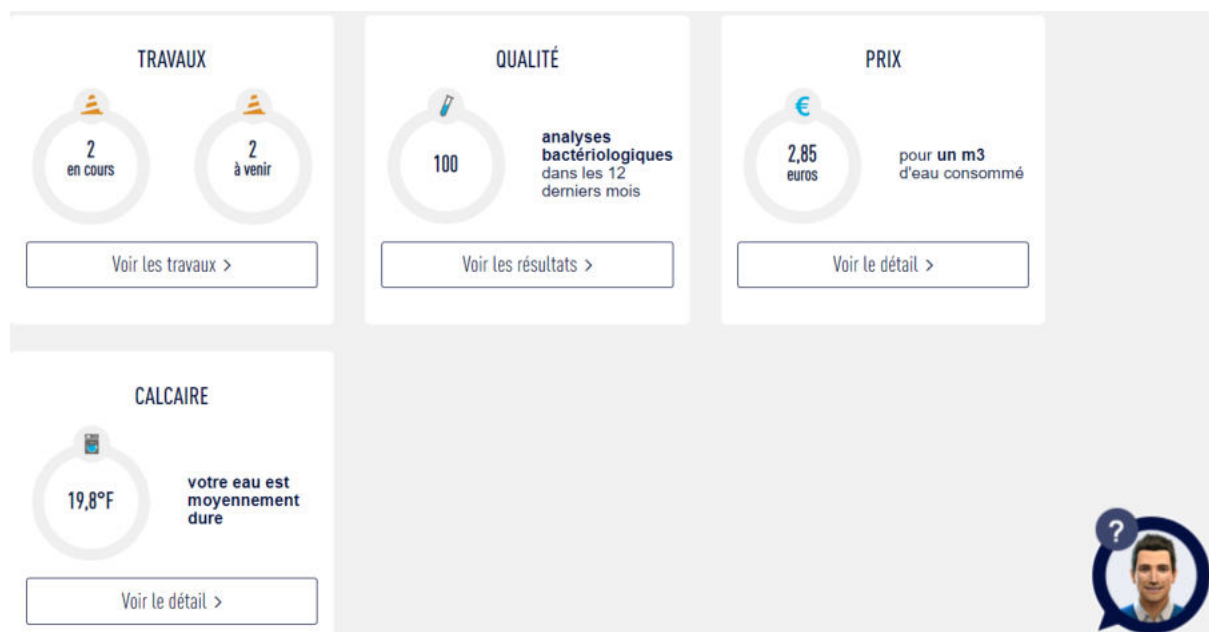 TRAVAUX
2
en cours
2
à venir
Voir les travaux >
QUALITÉ
100
analyses
bactériologiques
dans les 12
derniers mois
Voir les résultats >
PRIX
€
2,85
euros
pour un m3
d'eau consommé
Voir le détail >
CALCAIRE
19,8°F
votre eau est
moyennement
dure
Voir le détail >
?